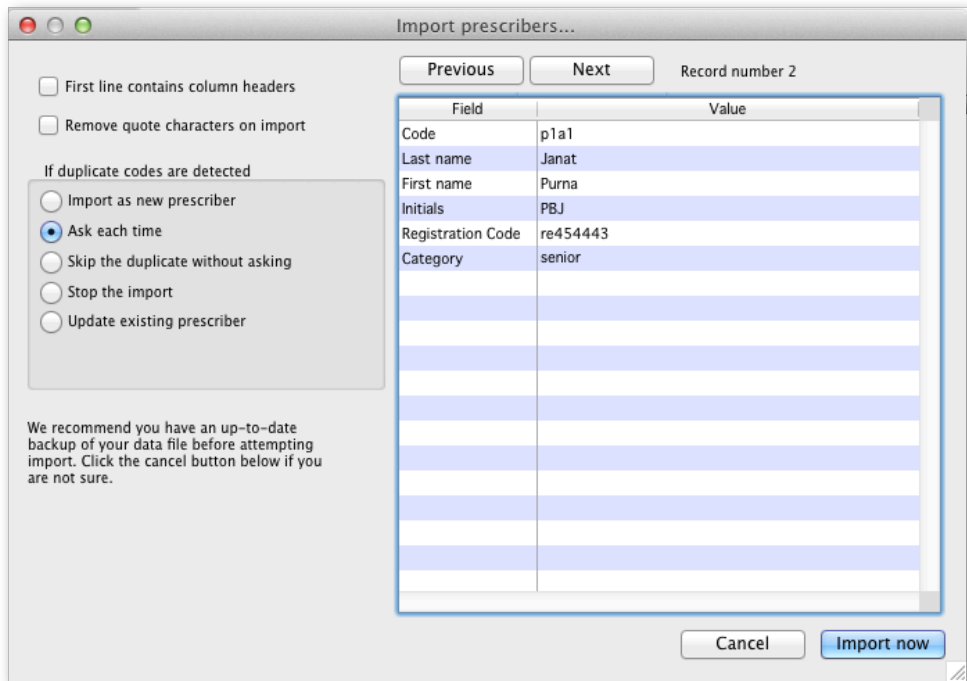 Import prescribers...
First line contains column headers
Remove quote characters on import
If duplicate codes are detected
Import as new prescriber
Ask each time
Skip the duplicate without asking
Stop the import
Update existing prescriber
We recommend you have an up-to-date
backup of your data file before attempting
import. Click the cancel button below if you
are not sure.
Previous Next Record number 2
Field Value
Code p1a1
Last name Janat
First name Purna
Initials PBJ
Registration Code re454443
Category senior
Cancel Import now